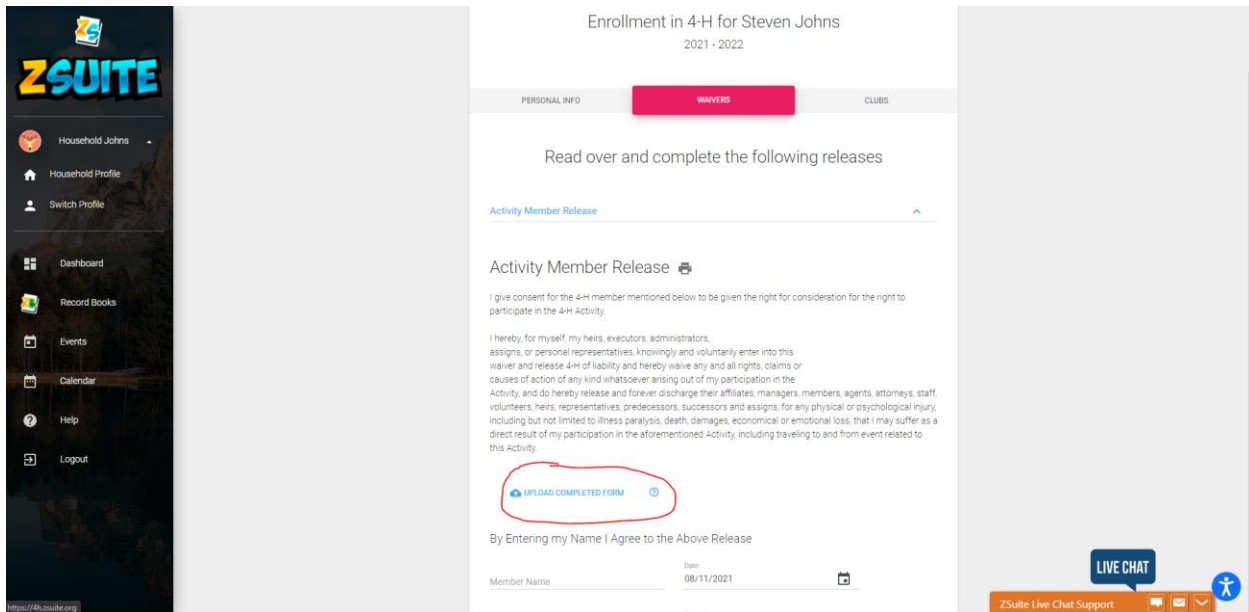 ZSUITE
Household Johns
Household Profile
Switch Profile
Dashboard
Record Books
Events
Calendar
Help
Logout
https://4h.zsuite.org
Enrollment in 4-H for Steven Johns
2021 - 2022
PERSONAL INFO
WAIVERS
CLUBS
Read over and complete the following releases
Activity Member Release
Activity Member Release
I give consent for the 4-H member mentioned below to be given the right for consideration for the right to
participate in the 4-H Activity.
I hereby, for myself, my heirs, executors, administrators,
assigns, or personal representatives, knowingly and voluntarily enter into this
waiver and release 4-H of liability and hereby waive any and all rights, claims or
causes of action of any kind whatsoever arising out of my participation in the
Activity, and do hereby release and forever discharge their affiliates, managers, members, agents, attorneys, staff,
volunteers, heirs, representatives, predecessors, successors and assigns, for any physical or psychological injury,
including but not limited to illness paralysis, death, damages, economical or emotional loss, that I may suffer as a
direct result of my participation in the aforementioned Activity, including traveling to and from event related to
this Activity.
UPLOAD COMPLETED FORM
By Entering my Name I Agree to the Above Release
Member Name
Date
08/11/2021
LIVE CHAT
ZSuite Live Chat Support